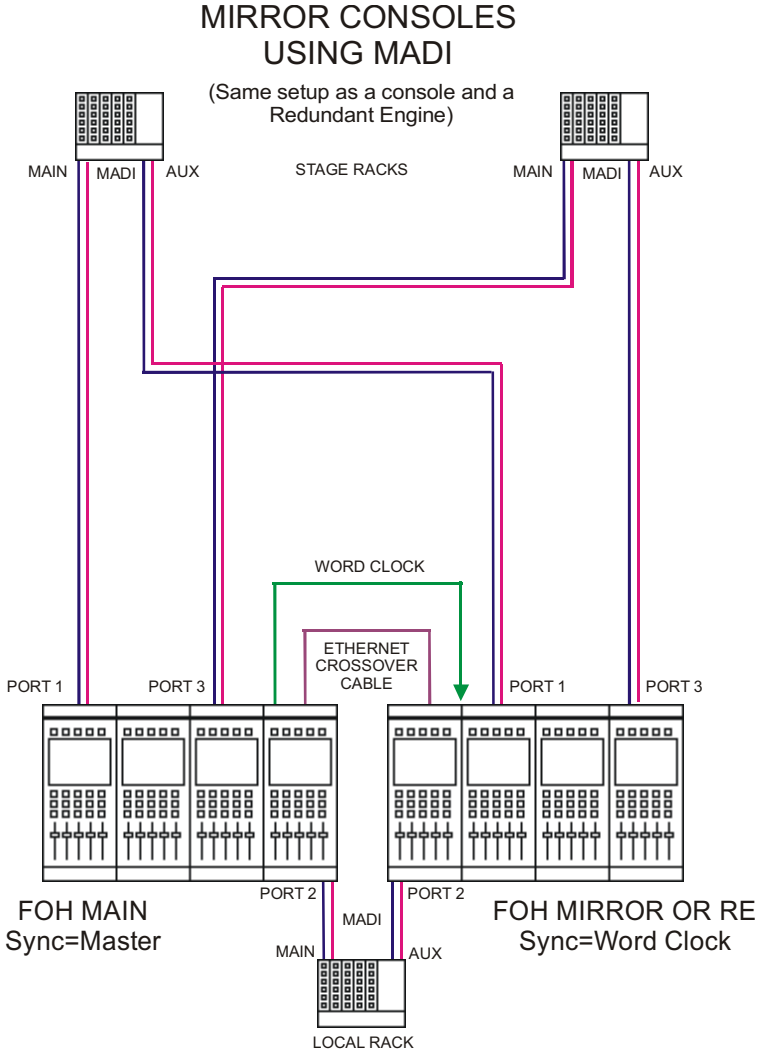 MIRROR CONSOLES
USING MADI
(Same setup as a console and a
Redundant Engine)
MAIN MADI AUX
STAGE RACKS
MAIN MADI AUX
WORD CLOCK
ETHERNET
CROSSOVER
CABLE
PORT 1
PORT 3
PORT 1
PORT 3
PORT 2
PORT 2
FOH MAIN
Sync=Master
MADI
FOH MIRROR OR RE
Sync=Word Clock
MAIN
AUX
LOCAL RACK